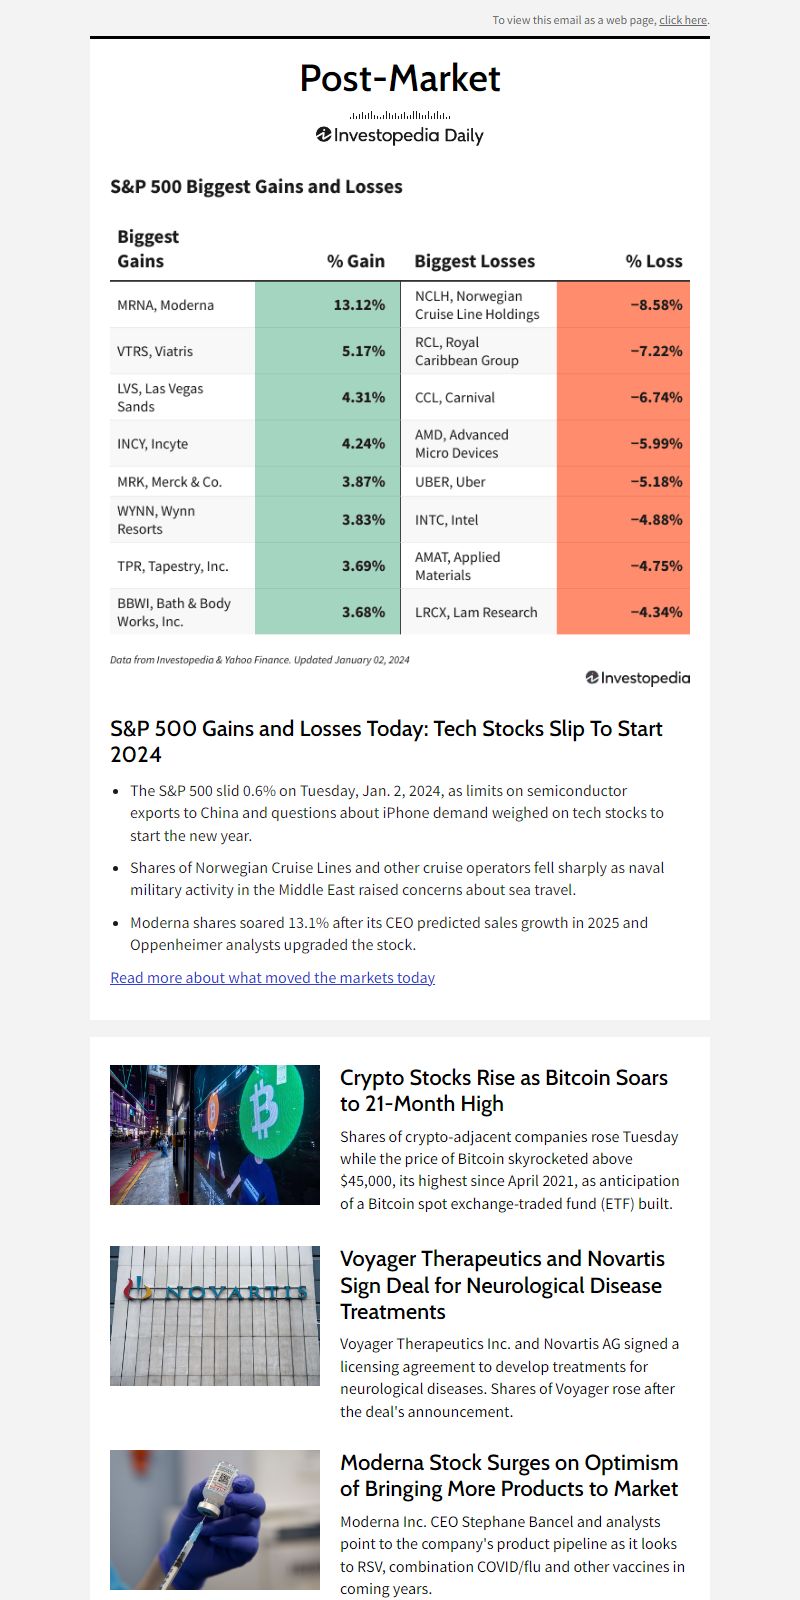 To view this email as a web page, click here.
Post-Market
Investopedia Daily
S&P 500 Biggest Gains and Losses
Biggest
Gains
% Gain
Biggest Losses
% Loss
MRNA, Moderna
13.12%
NCLH, Norwegian
Cruise Line Holdings
−8.58%
VTRS, Viatris
5.17%
RCL, Royal
Caribbean Group
−7.22%
LVS, Las Vegas
Sands
4.31%
CCL, Carnival
−6.74%
INCY, Incyte
4.24%
AMD, Advanced
Micro Devices
−5.99%
MRK, Merck & Co.
3.87%
UBER, Uber
−5.18%
WYNN, Wynn
Resorts
3.83%
INTC, Intel
−4.88%
TPR, Tapestry, Inc.
3.69%
AMAT, Applied
Materials
−4.75%
BBWI, Bath & Body
Works, Inc.
3.68%
LRCX, Lam Research
−4.34%
Data from Investopedia & Yahoo Finance. Updated January 02, 2024
Investopedia
S&P 500 Gains and Losses Today: Tech Stocks Slip To Start
2024
• The S&P 500 slid 0.6% on Tuesday, Jan. 2, 2024, as limits on semiconductor
exports to China and questions about iPhone demand weighed on tech stocks to
start the new year.
• Shares of Norwegian Cruise Lines and other cruise operators fell sharply as naval
military activity in the Middle East raised concerns about sea travel.
• Moderna shares soared 13.1% after its CEO predicted sales growth in 2025 and
Oppenheimer analysts upgraded the stock.
Read more about what moved the markets today
Crypto Stocks Rise as Bitcoin Soars
to 21-Month High
Shares of crypto-adjacent companies rose Tuesday
while the price of Bitcoin skyrocketed above
$45,000, its highest since April 2021, as anticipation
of a Bitcoin spot exchange-traded fund (ETF) built.
NOVARTIS
Voyager Therapeutics and Novartis
Sign Deal for Neurological Disease
Treatments
Voyager Therapeutics Inc. and Novartis AG signed a
licensing agreement to develop treatments for
neurological diseases. Shares of Voyager rose after
the deal's announcement.
Moderna Stock Surges on Optimism
of Bringing More Products to Market
Moderna Inc. CEO Stephane Bancel and analysts
point to the company's product pipeline as it looks
to RSV, combination COVID/flu and other vaccines in
coming years.